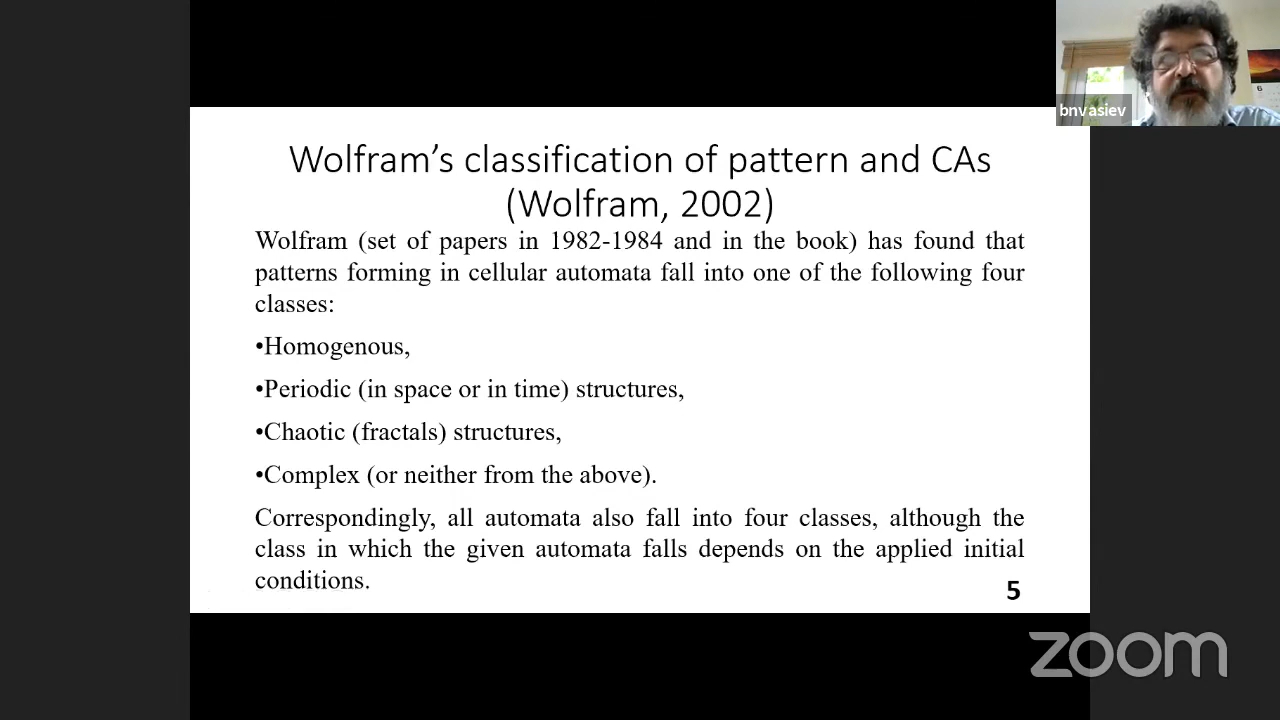 bnvasiev
6
Wolfram’s classification of pattern and CAs
(Wolfram, 2002)
Wolfram (set of papers in 1982-1984 and in the book) has found that
patterns forming in cellular automata fall into one of the following four
classes:
•Homogenous,
•Periodic (in space or in time) structures,
•Chaotic (fractals) structures,
•Complex (or neither from the above).
Correspondingly, all automata also fall into four classes, although the
class in which the given automata falls depends on the applied initial
conditions.
5
zoom